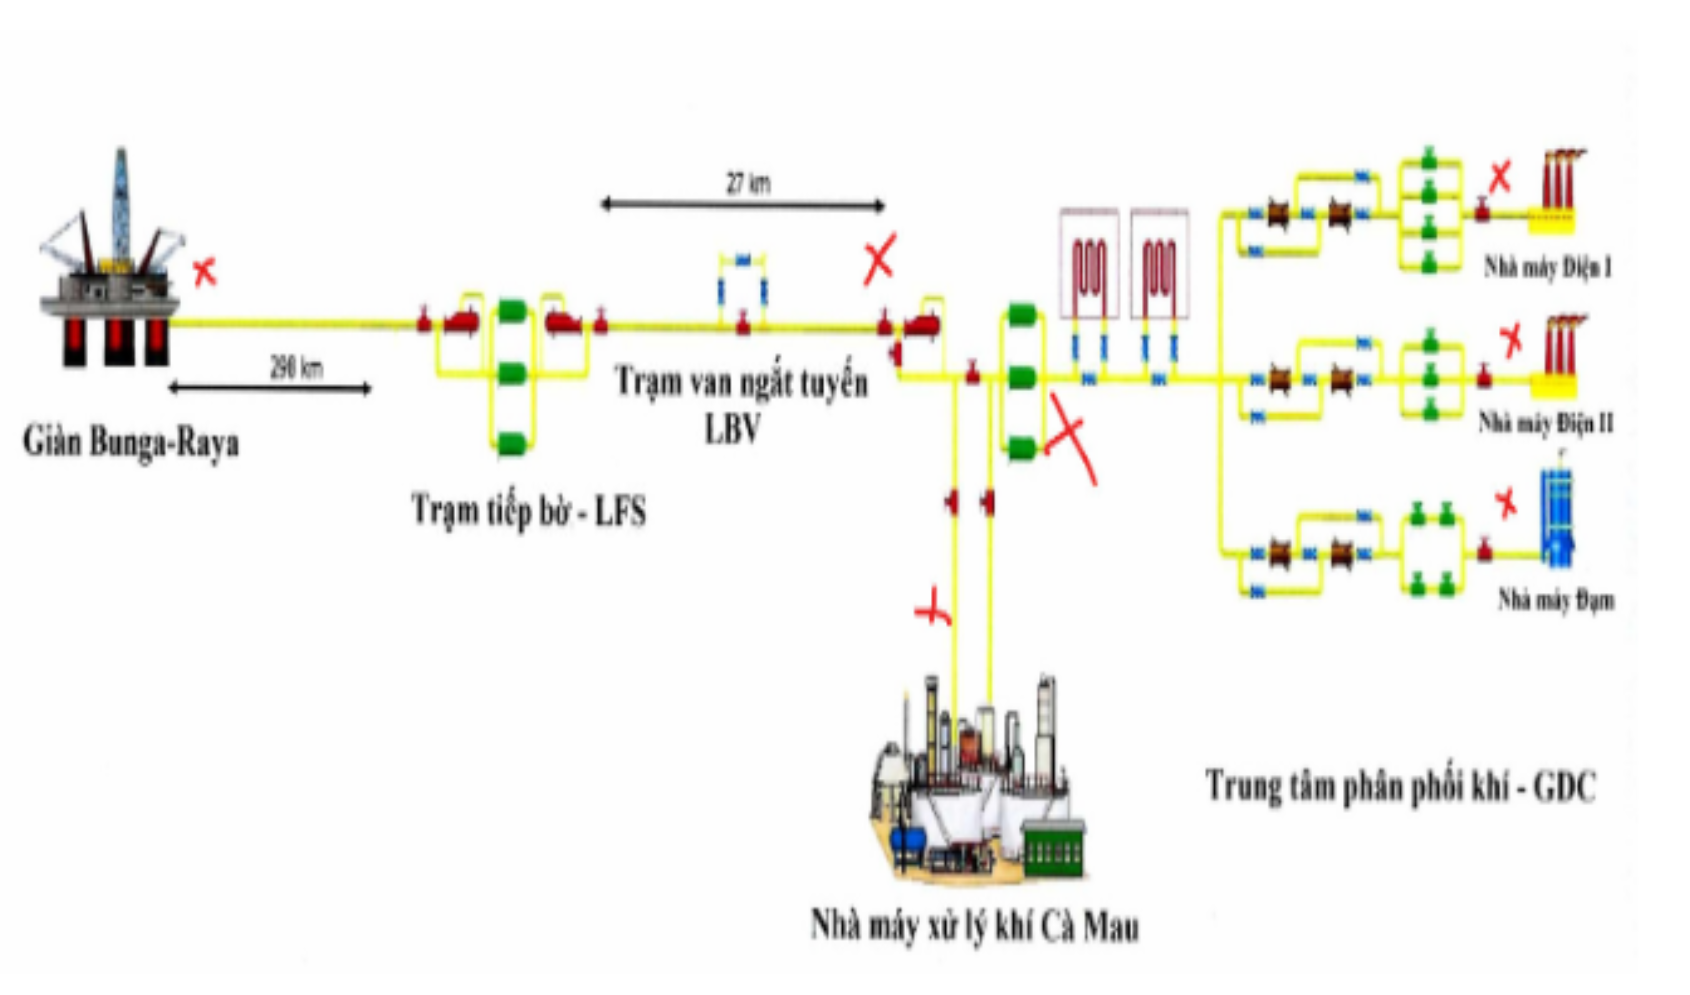 27 km
Nhà máy Điện I
298 km
Trạm van ngắt tuyến
LBV
Giàn Bunga-Raya
Nhà máy Điện II
Trạm tiếp bờ - LFS
Nhà máy Đạm
Trung tâm phân phối khí - GDC
Nhà máy xử lý khí Cà Mau